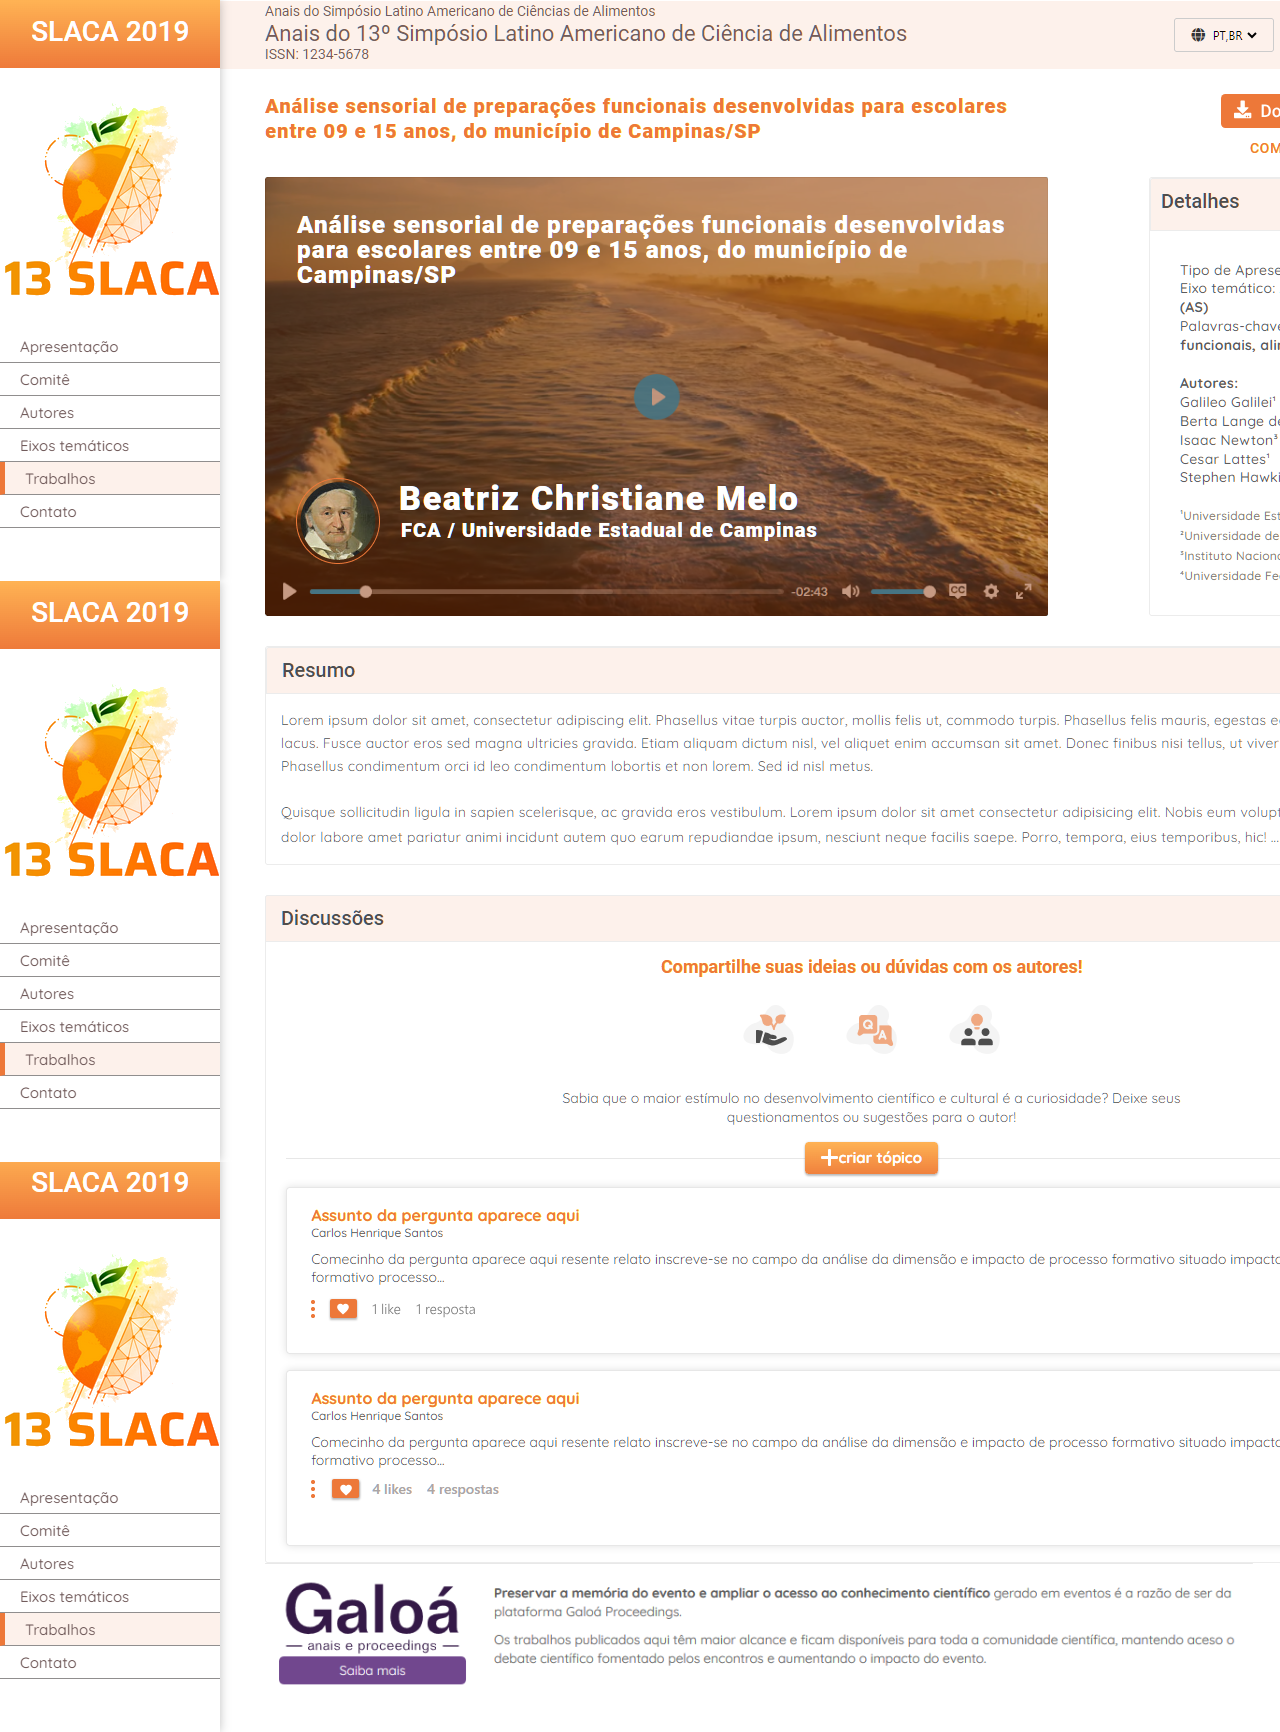 SLACA 2019
13 SLACA
Apresentação
Comitê
Autores
Eixos temáticos
Trabalhos
Contato
SLACA 2019
13 SLACA
Apresentação
Comitê
Autores
Eixos temáticos
Trabalhos
Contato
SLACA 2019
13 SLACA
Apresentação
Comitê
Autores
Eixos temáticos
Trabalhos
Contato
Anais do Simpósio Latino Americano de Ciências de Alimentos
Anais do 13º Simpósio Latino Americano de Ciência de Alimentos
ISSN: 1234-5678
PT,BR
Análise sensorial de preparações funcionais desenvolvidas para escolares
entre 09 e 15 anos, do município de Campinas/SP
Do
COM
Análise sensorial de preparações funcionais desenvolvidas
para escolares entre 09 e 15 anos, do município de
Campinas/SP
Beatriz Christiane Melo
FCA / Universidade Estadual de Campinas
-02:43
CC
Detalhes
Tipo de Aprese
Eixo temático:
(AS)
Palavras-chave
funcionais, alim
Autores:
Galileo Galilei¹
Berta Lange de
Isaac Newton³
Cesar Lattes¹
Stephen Hawki
¹Universidade Est
²Universidade de
³Instituto Naciona
⁴Universidade Fed
Resumo
Lorem ipsum dolor sit amet, consectetur adipiscing elit. Phasellus vitae turpis auctor, mollis felis ut, commodo turpis. Phasellus felis mauris, egestas e
lacus. Fusce auctor eros sed magna ultricies gravida. Etiam aliquam dictum nisl, vel aliquet enim accumsan sit amet. Donec finibus nisi tellus, ut viver
Phasellus condimentum orci id leo condimentum lobortis et non lorem. Sed id nisl metus.
Quisque sollicitudin ligula in sapien scelerisque, ac gravida eros vestibulum. Lorem ipsum dolor sit amet consectetur adipisicing elit. Nobis eum volupt
dolor labore amet pariatur animi incidunt autem quo earum repudiandae ipsum, nesciunt neque facilis saepe. Porro, tempora, eius temporibus, hic! ...
Discussões
Compartilhe suas ideias ou dúvidas com os autores!
Q A
Sabia que o maior estímulo no desenvolvimento científico e cultural é a curiosidade? Deixe seus
questionamentos ou sugestões para o autor!
+criar tópico
Assunto da pergunta aparece aqui
Carlos Henrique Santos
Comecinho da pergunta aparece aqui resente relato inscreve-se no campo da análise da dimensão e impacto de processo formativo situado impacto
formativo processo...
1 like 1 resposta
Assunto da pergunta aparece aqui
Carlos Henrique Santos
Comecinho da pergunta aparece aqui resente relato inscreve-se no campo da análise da dimensão e impacto de processo formativo situado impacto
formativo processo...
4 likes 4 respostas
Galoá
anais e proceedings
Saiba mais
Preservar a memória do evento e ampliar o acesso ao conhecimento científico gerado em eventos é a razão de ser da
plataforma Galoá Proceedings.
Os trabalhos publicados aqui têm maior alcance e ficam disponíveis para toda a comunidade científica, mantendo aceso o
debate científico fomentado pelos encontros e aumentando o impacto do evento.